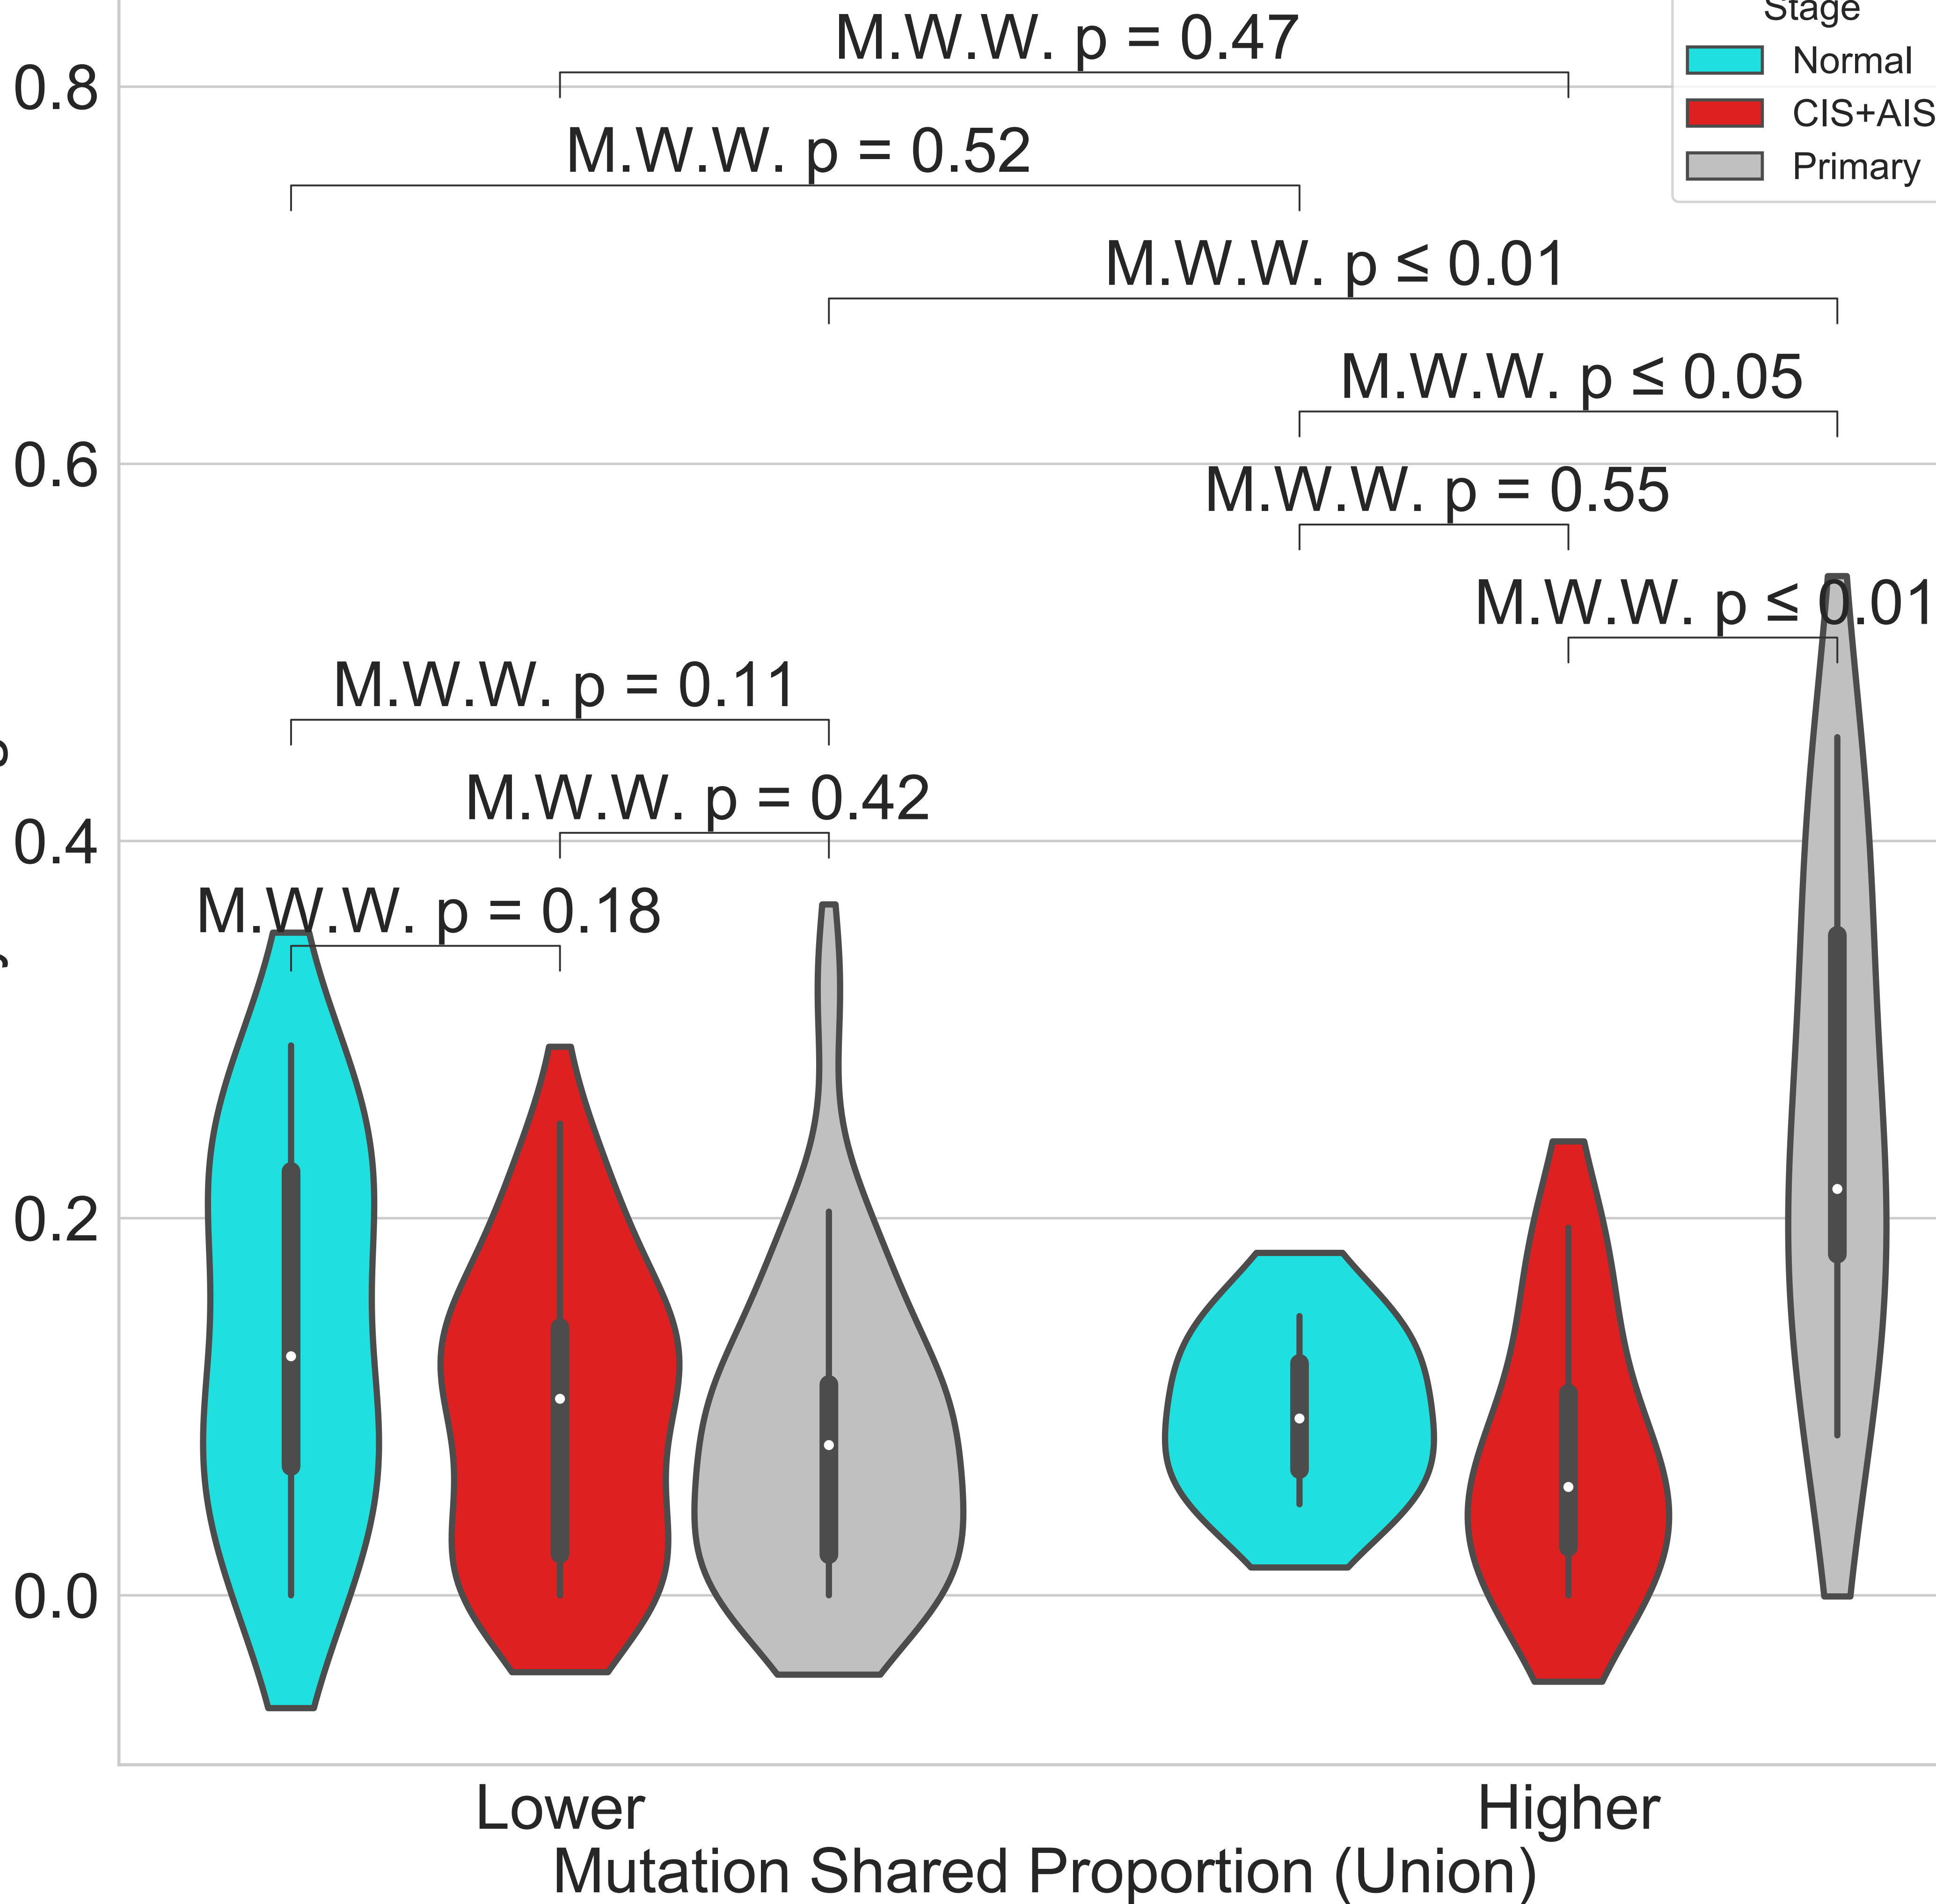 Stage
Normal
CIS+AIS
Primary
M.W.W. p = 0.47
M.W.W. p = 0.52
M.W.W. p ≤ 0.01
M.W.W. p ≤ 0.05
M.W.W. p = 0.55
M.W.W. p ≤ 0.01
M.W.W. p = 0.11
M.W.W. p = 0.42
M.W.W. p = 0.18
0.8
0.6
0.4
0.2
0.0
Lower
Higher
Mutation Shared Proportion (Union)